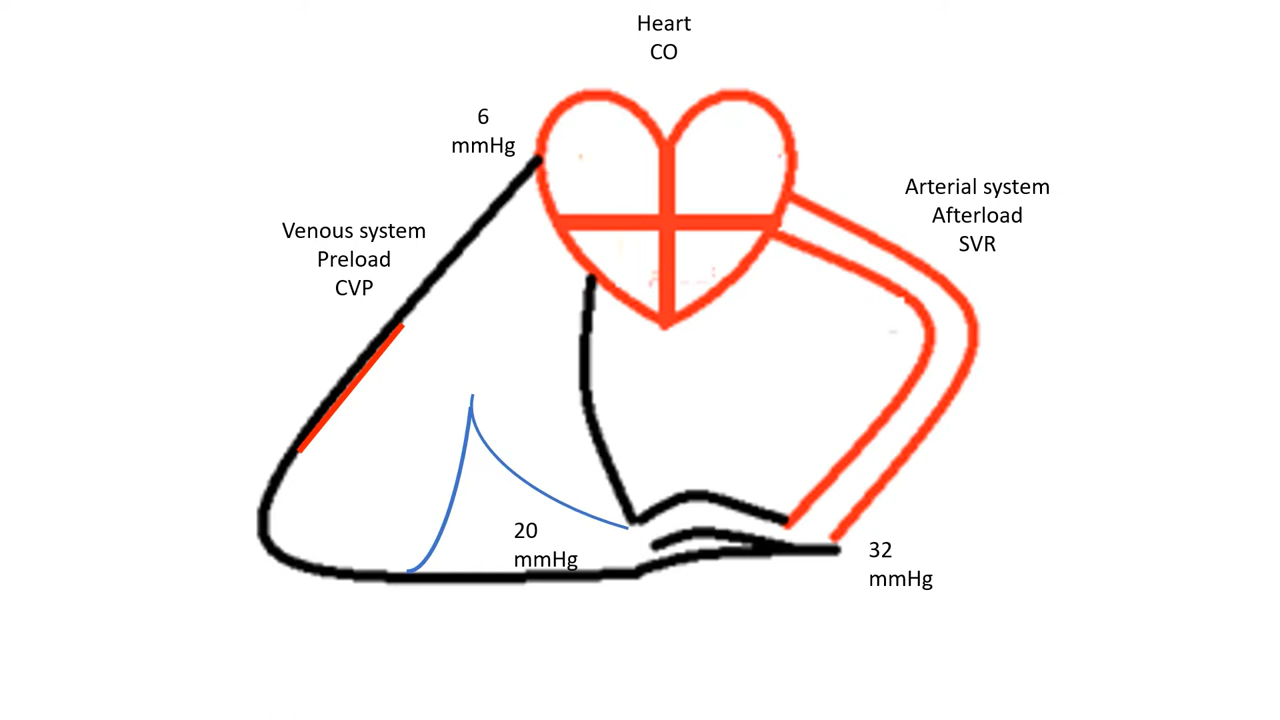 Heart
CO
6
mmHg
Venous system
Preload
CVP
Arterial system
Afterload
SVR
20
mmHg
32
mmHg